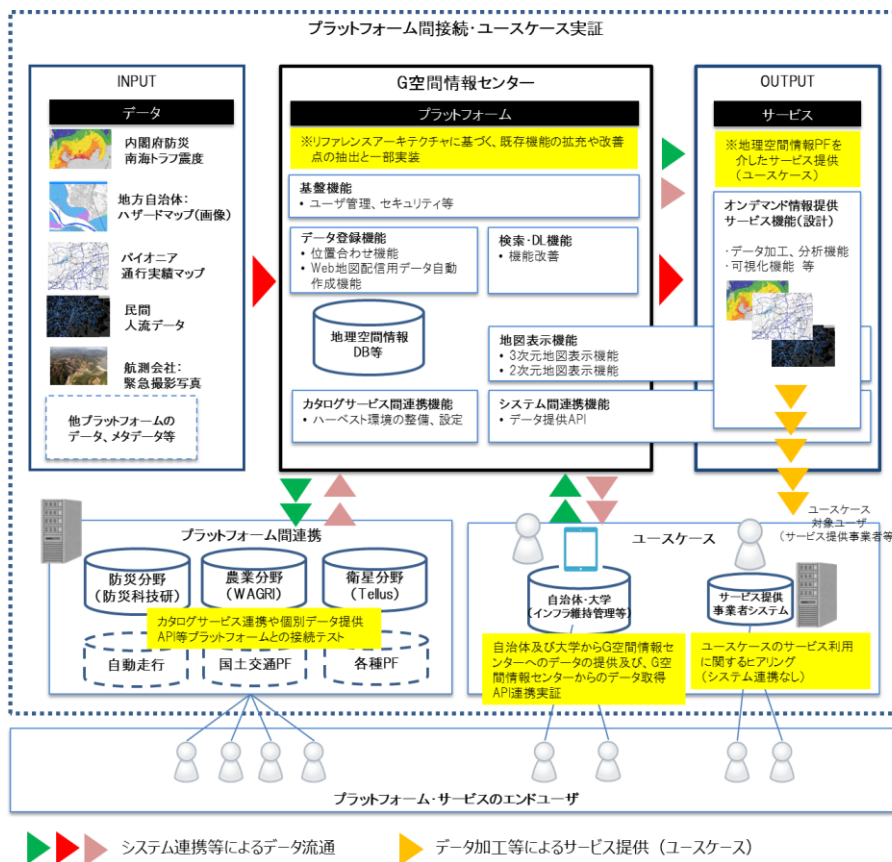 プラットフォーム間接続・ユースケース実証
INPUT
データ
内閣府防災
南海トラフ震度
地方自治体:
ハザードマップ(画像)
パイオニア
通行実績マップ
民間
人流データ
航測会社:
緊急撮影写真
他プラットフォームの
データ、メタデータ等
G空間情報センター
プラットフォーム
※リファレンスアーキテクチャに基づく、既存機能の拡充や改善
点の抽出と一部実装
基盤機能
• ユーザ管理、セキュリティ等
データ登録機能
• 位置合わせ機能
• Web地図配信用データ自動
作成機能
検索・DL機能
• 機能改善
地理空間情報
DB等
地図表示機能
• 3次元地図表示機能
• 2次元地図表示機能
カタログサービス間連携機能
• ハーベスト環境の整備、設定
システム間連携機能
• データ提供API
OUTPUT
サービス
※地理空間情報PFを
介したサービス提供
(ユースケース)
オンデマンド情報提供
サービス機能(設計)
・データ加工、分析機能
・可視化機能 等
プラットフォーム間連携
防災分野
(防災科技研)
農業分野
(WAGRI)
衛星分野
(Tellus)
カタログサービス連携や個別データ提供
API等プラットフォームとの接続テスト
自動走行
国土交通PF
各種PF
ユースケース
ユースケース
対象ユーザ
(サービス提供事業者等)
自治体・大学
(インフラ維持管理等)
サービス提供
事業者システム
自治体及び大学からG空間情報セ
ンターへのデータの提供及び、G空
間情報センターからのデータ取得
API連携実証
ユースケースのサービス利用
に関するヒアリング
(システム連携なし)
プラットフォーム・サービスのエンドユーザ
システム連携等によるデータ流通
データ加工等によるサービス提供（ユースケース）